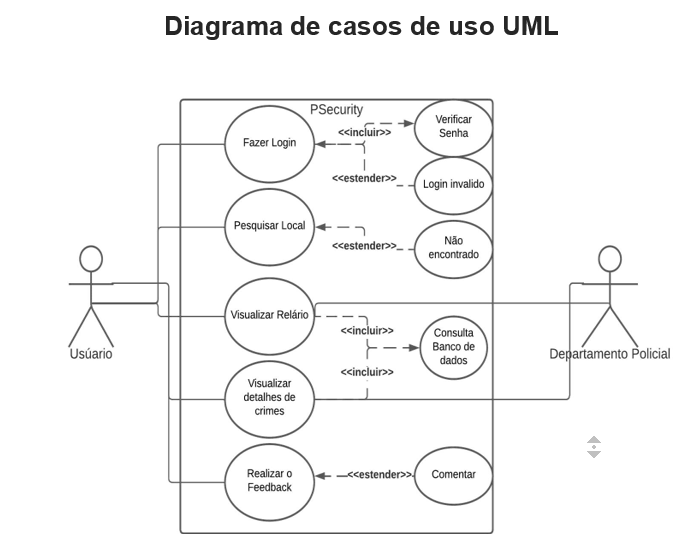 Diagrama de casos de uso UML
PSecurity
Fazer Login
<<incluir>>
Verificar
Senha
<<estender>>
Login invalido
Pesquisar Local
<<estender>>
Não
encontrado
Visualizar Relário
<<incluir>>
Consulta
Banco de
dados
<<incluir>>
Visualizar
detalhes de
crimes
Realizar o
Feedback
<<estender>>
Comentar
Usúario
Departamento Policial